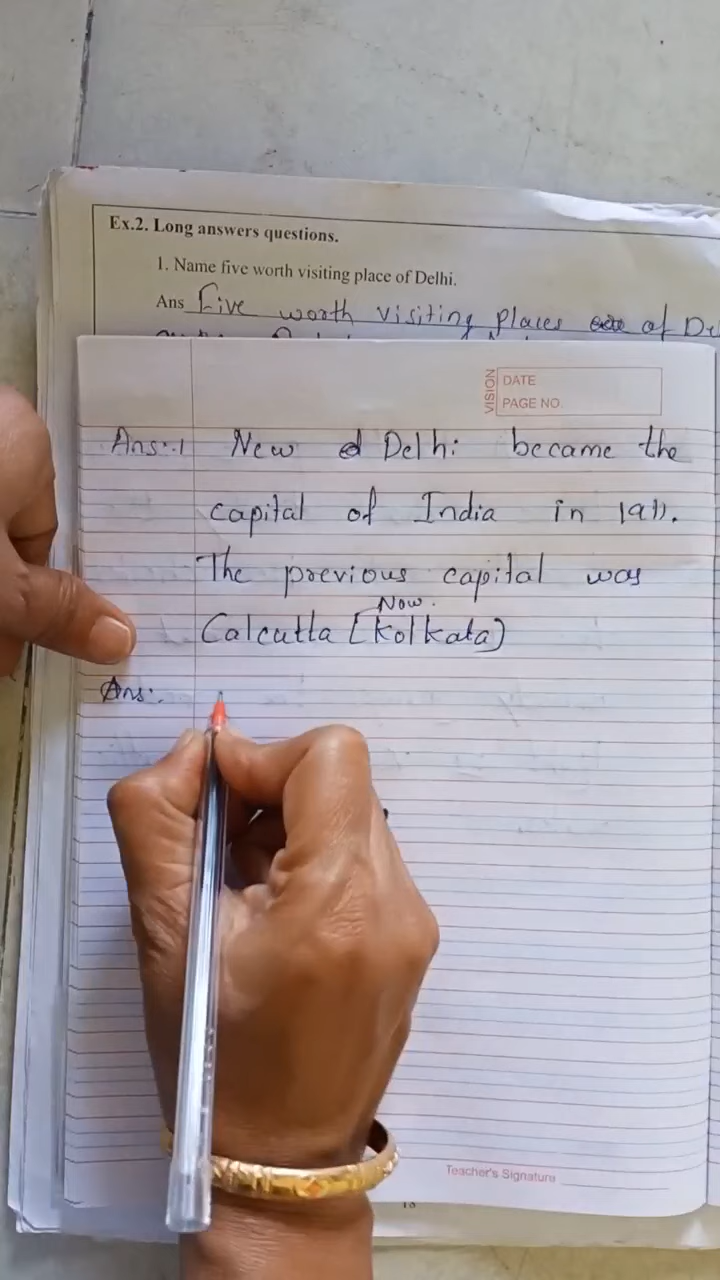 Ex.2. Long answers questions.
1. Name five worth visiting place of Delhi.
Ans Five worth visiting places of De
VISION
DATE
PAGE NO.
Ans:.1 New Delhi became the
capital of India in 1911.
The previous capital was
Now.
Calcutta [Kolkata)
Ans:.
Teacher's Signature
18